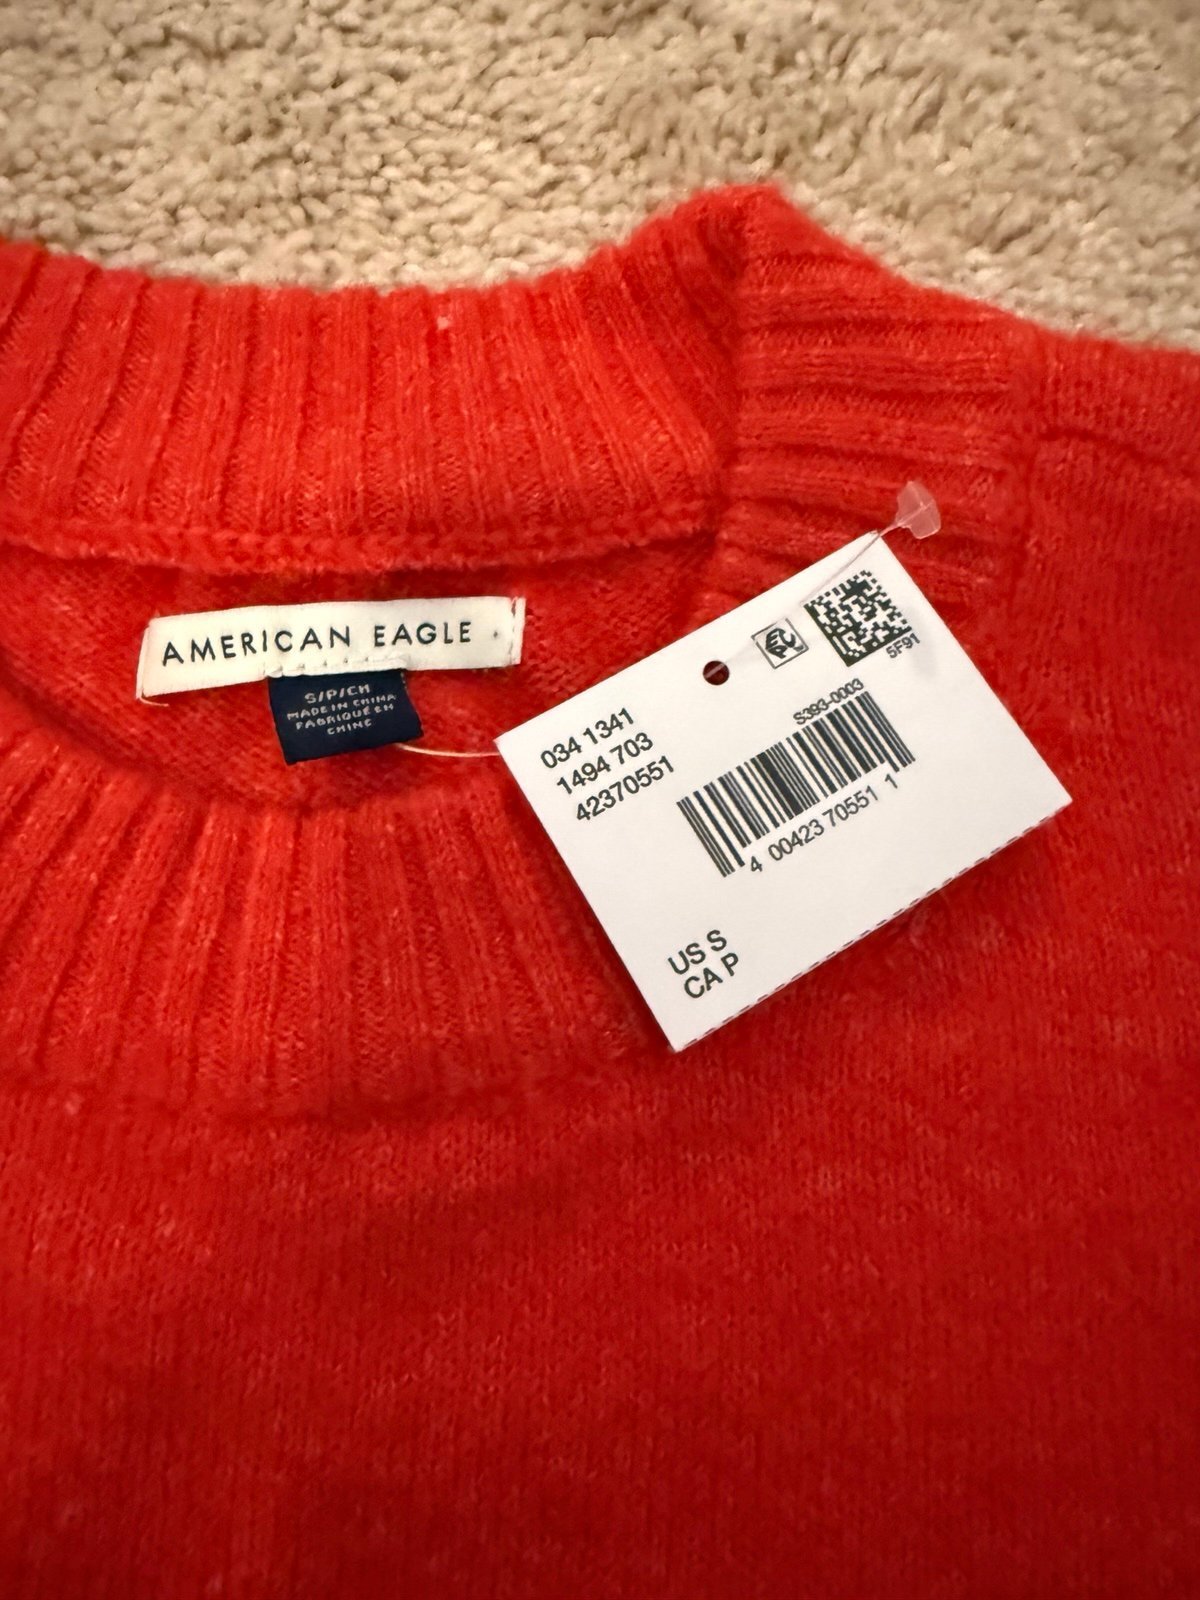 AMERICAN EAGLE
S/P/CH
MADE IN CHINA
FABRIQUÉ EN
CHINE
5F91
034 1341
1494 703
42370551
S393-0003
4 00423 70551 1
US S
CA P